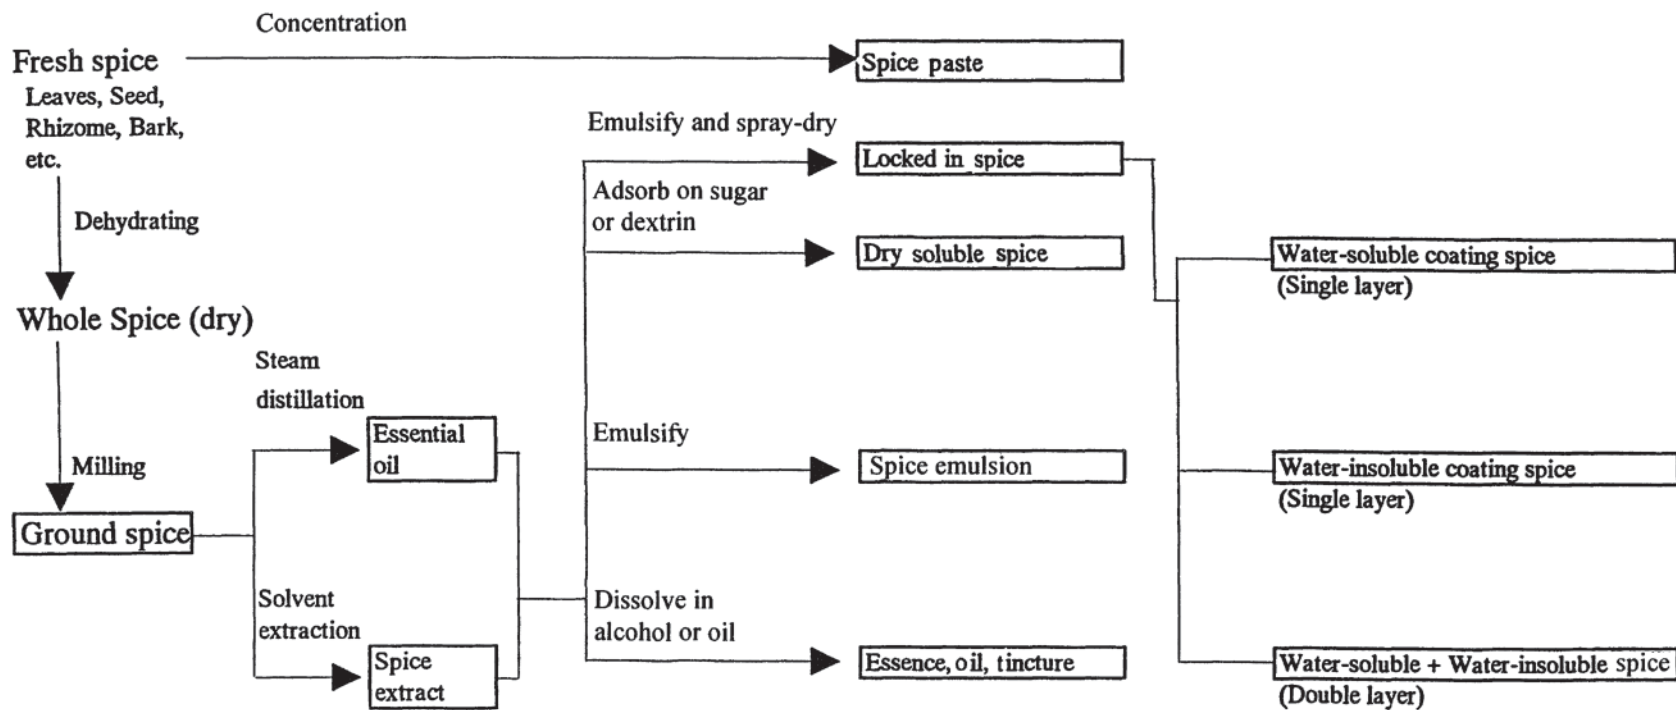 Concentration
Fresh spice
Leaves, Seed,
Rhizome, Bark,
etc.
Spice paste
Emulsify and spray-dry
Locked in spice
Adsorb on sugar
or dextrin
Dry soluble spice
Water-soluble coating spice
(Single layer)
Dehydrating
Whole Spice (dry)
Steam
distillation
Essential
oil
Emulsify
Spice emulsion
Water-insoluble coating spice
(Single layer)
Milling
Ground spice
Solvent
extraction
Spice
extract
Dissolve in
alcohol or oil
Essence, oil, tincture
Water-soluble + Water-insoluble spice
(Double layer)